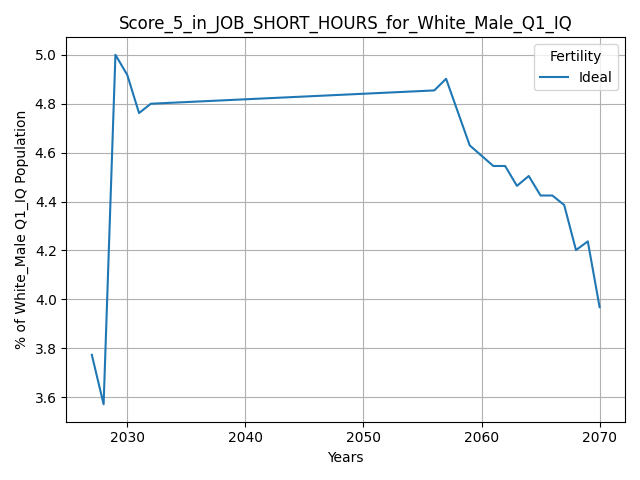 Score_5_in_JOB_SHORT_HOURS_for_White_Male_Q1_IQ
Fertility
Ideal
% of White_Male Q1_IQ Population
5.0
4.8
4.6
4.4
4.2
4.0
3.8
3.6
2030 2040 2050 2060 2070
Years